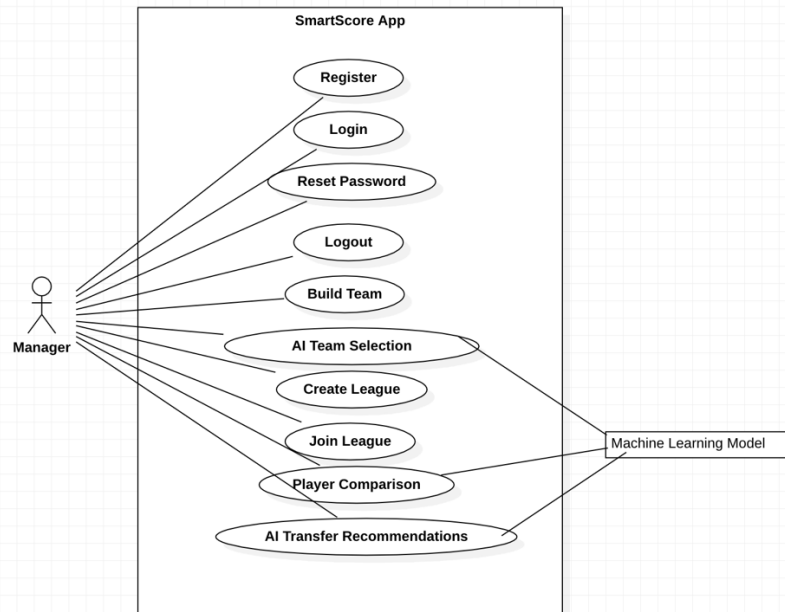 SmartScore App
Register
Login
Reset Password
Logout
Build Team
Manager
AI Team Selection
Create League
Join League
Machine Learning Model
Player Comparison
AI Transfer Recommendations